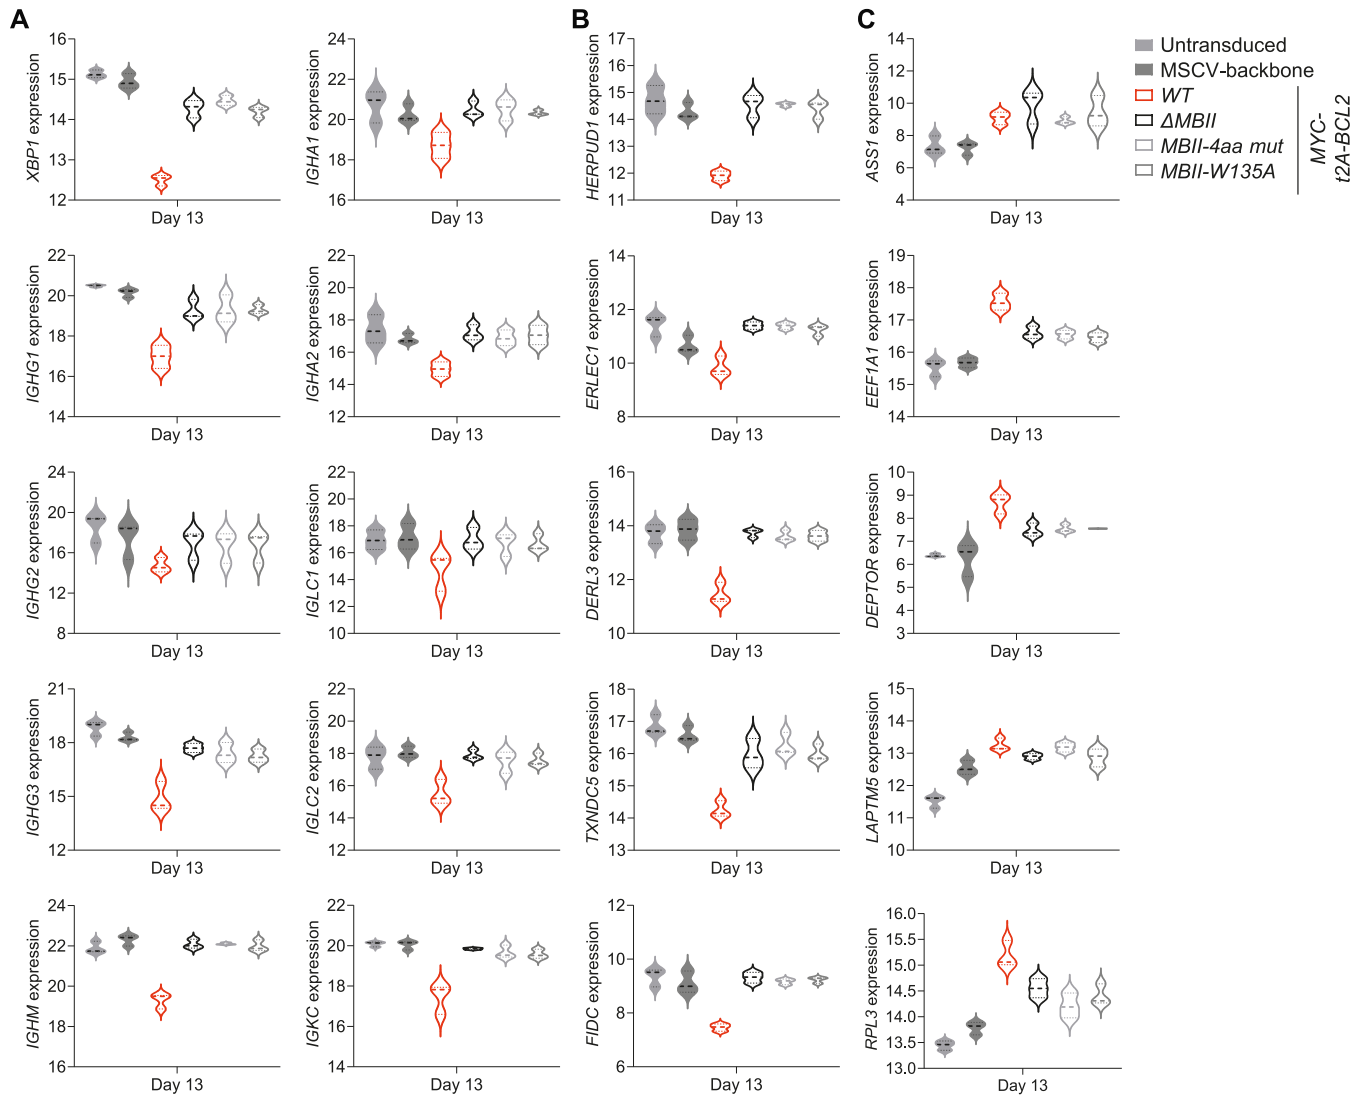 A
B
C
XBP1 expression
16
15
14
13
12
Day 13
IGHA1 expression
24
22
20
18
16
Day 13
HERPUD1 expression
17
16
15
14
13
12
11
Day 13
ASS1 expression
14
12
10
8
6
4
Day 13
Untransduced
MSCV-backbone
WT
ΔMBII
MBII-4aa mut
MBII-W135A
MYC-
t2A-BCL2
IGHG1 expression
22
20
18
16
14
Day 13
IGHA2 expression
22
20
18
16
14
12
Day 13
ERLEC1 expression
14
12
10
8
Day 13
EEF1A1 expression
19
18
17
16
15
14
Day 13
IGHG2 expression
24
20
16
12
8
Day 13
IGLC1 expression
22
20
18
16
14
12
10
Day 13
DERL3 expression
16
14
12
10
Day 13
DEPTOR expression
10
9
8
7
6
5
4
3
Day 13
IGHG3 expression
21
18
15
12
Day 13
IGLC2 expression
22
20
18
16
14
12
Day 13
TXNDC5 expression
18
17
16
15
14
13
Day 13
LAPTM5 expression
15
14
13
12
11
10
Day 13
IGHM expression
24
22
20
18
16
Day 13
IGKC expression
22
20
18
16
14
Day 13
FIDC expression
12
10
8
6
Day 13
RPL3 expression
16.0
15.5
15.0
14.5
14.0
13.5
13.0
Day 13